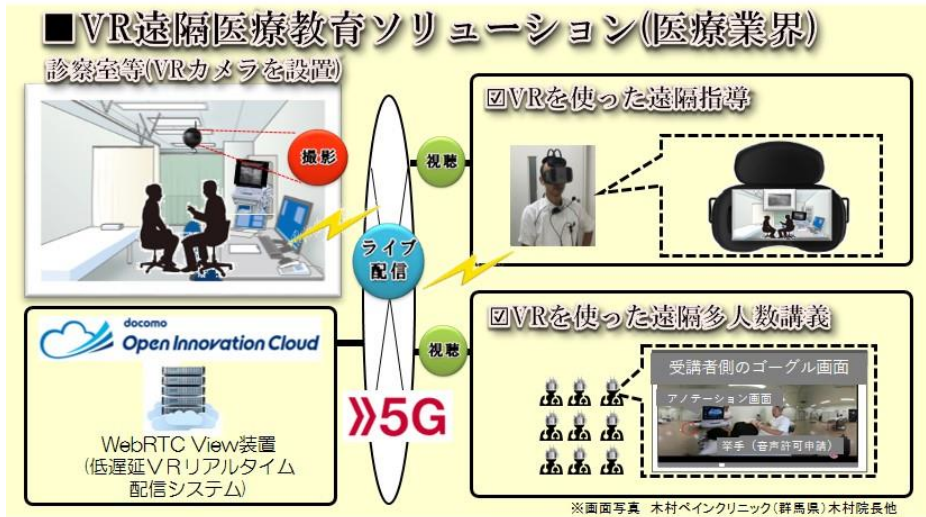 ■VR遠隔医療教育ソリューション(医療業界)
診察室等(VRカメラを設置)
撮影
ライブ
配信
視聴
☑VRを使った遠隔指導
docomo
Open Innovation Cloud
WebRTC View装置
(低遅延VRリアルタイム
配信システム)
》5G
視聴
☑VRを使った遠隔多人数講義
受講者側のゴーグル画面
アノテーション画面
挙手（音声許可申請）
※画面写真 木村ペインクリニック(群馬県)木村院長他